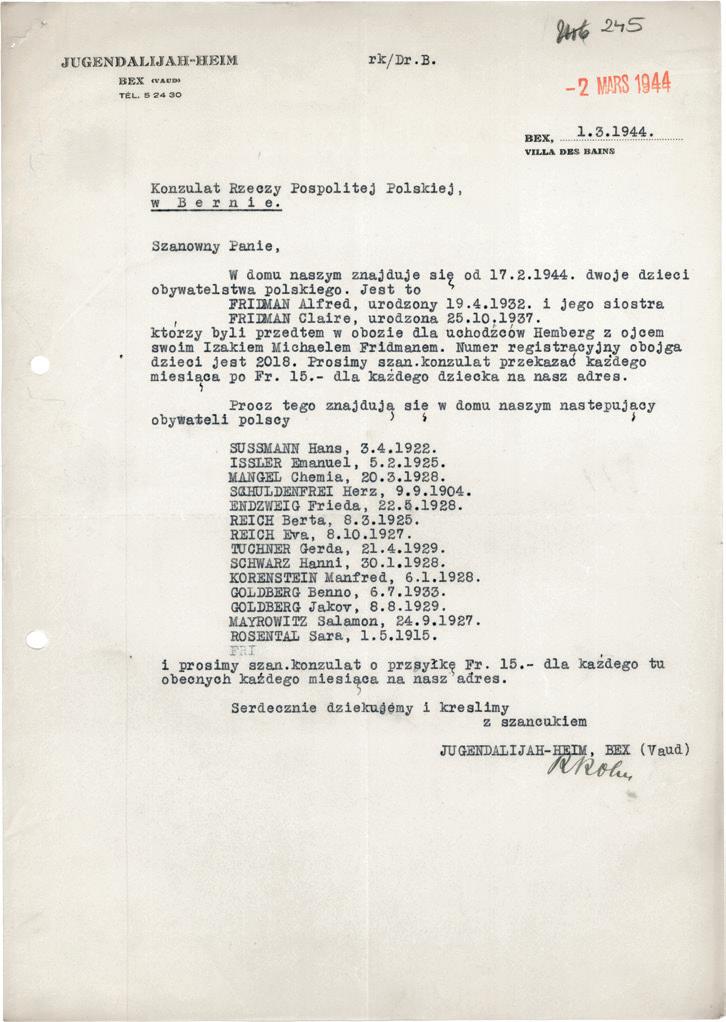 245
JUGENDALIJAH-HEIM
rk/Dr.B.
BEX (VAUD)
TÉL. 5 24 30
-2 MARS 1944
BEX, 1.3.1944.
VILLA DES BAINS
Konzulat Rzeczy Pospolitej Polskiej,
w Bernie.
Szanowny Panie,
W domu naszym znajduje się od 17.2.1944. dwoje dzieci
obywatelstwa polskiego. Jest to
FRIDMAN Alfred, urodzony 19.4.1932. i jego siostra
FRIDMAN Claire, urodzona 25.10.1937.
którzy byli przedtem w obozie dla uchodźców Hemberg z ojcem
swoim Izakiem Michaelem Fridmanem. Numer registracyjny obojga
dzieci jest 2018. Prosimy szan.konzulat przekazać każdego
miesiąca po Fr. 15.- dla każdego dziecka na nasz adres.
Procz tego znajdują się w domu naszym nastepujący
obywateli polscy
SUSSMANN Hans, 3.4.1922.
ISSLER Emanuel, 5.2.1925.
MANGEL Chemia, 20.3.1928.
SCHULDENFREI Herz, 9.9.1904.
ENDZWEIG Frieda, 22.5.1928.
REICH Berta, 8.3.1925.
REICH Eva, 8.10.1927.
TUCHNER Gerda, 21.4.1929.
SCHWARZ Hanni, 30.1.1928.
KORENSTEIN Manfred, 6.1.1928.
GOLDBERG Benno, 6.7.1933.
GOLDBERG Jakov, 8.8.1929.
MAYROWITZ Salamon, 24.9.1927.
ROSENTAL Sara, 1.5.1915.
FRI
i prosimy szan.konzulat o przsyłkę Fr. 15.- dla każdego tu
obecnych każdego miesiąca na nasz adres.
Serdecznie dziekujémy i kreslimy
z szancukiem
JUGENDALIJAH-HEIM, BEX (Vaud)